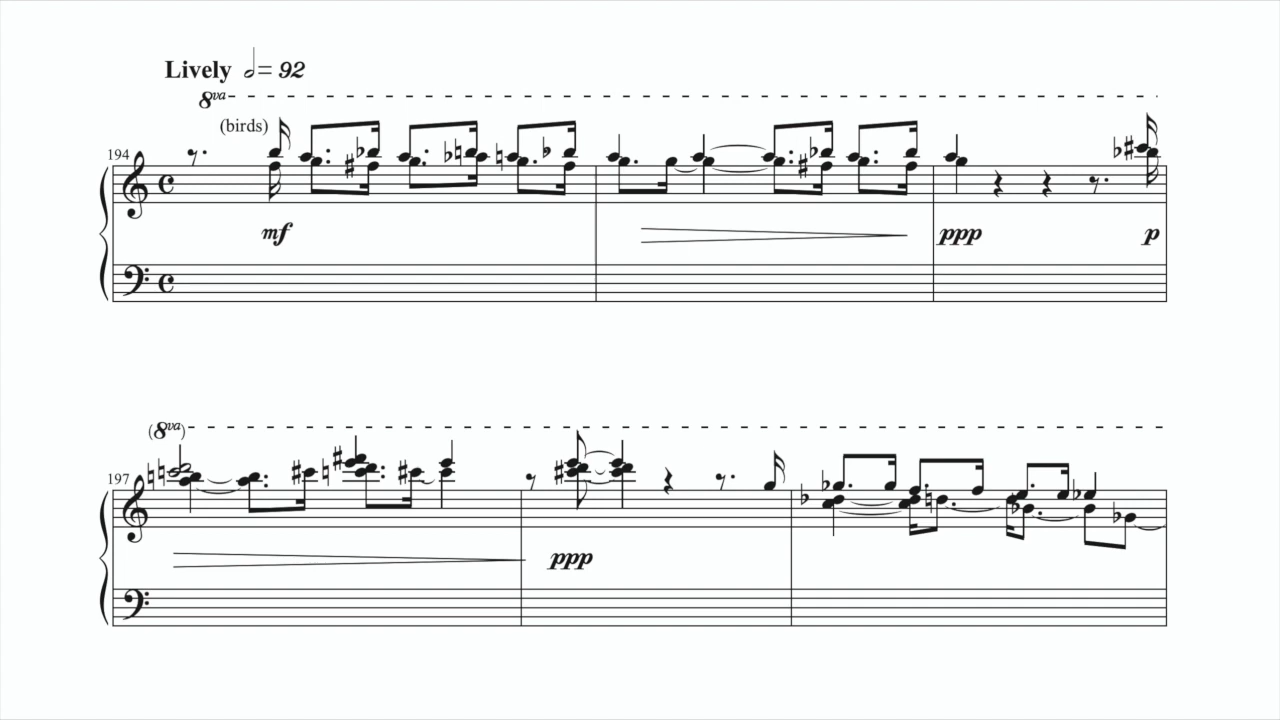 Lively 𝅗𝅥= 92
8va
(birds)
194
mf
ppp
p
(8va)
197
ppp